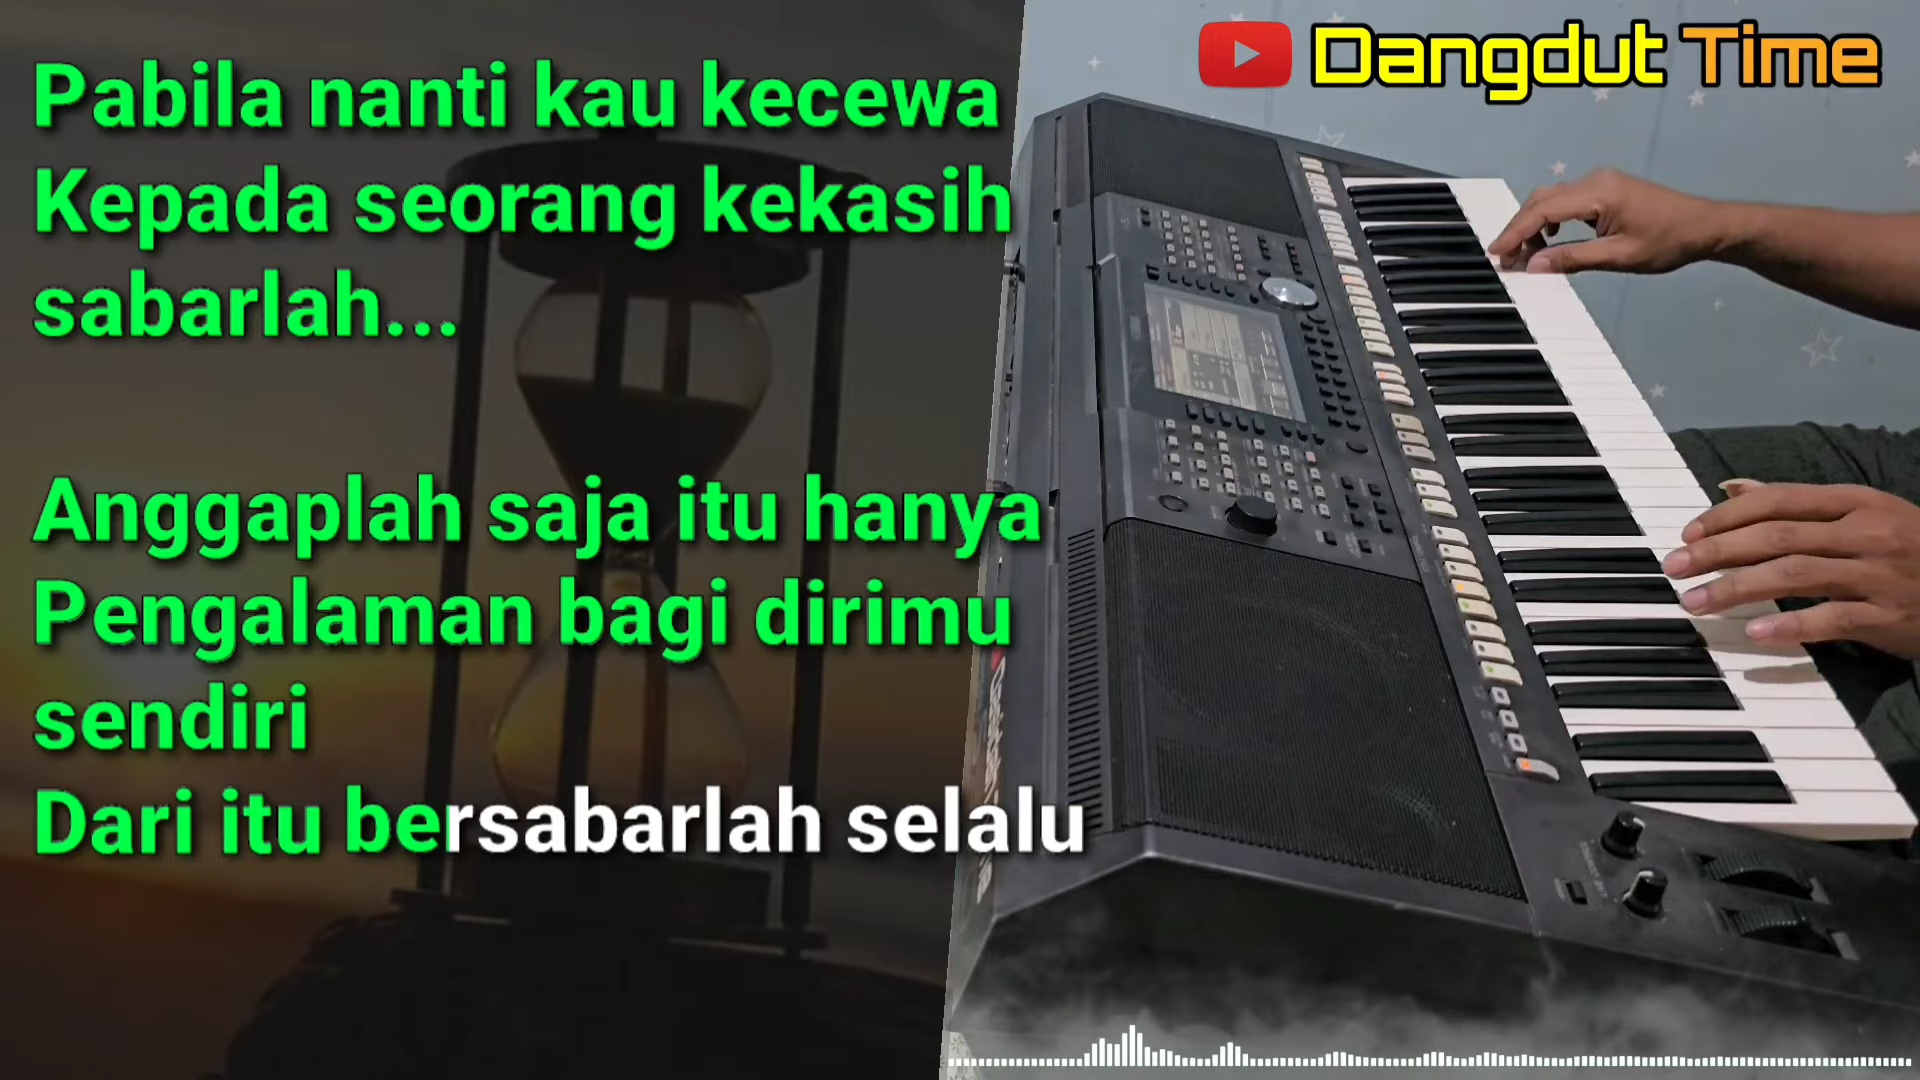 Dangdut Time
Pabila nanti kau kecewa
Kepada seorang kekasih
sabarlah...
Anggaplah saja itu hanya
Pengalaman bagi dirimu
sendiri
Dari itu bersabarlah selalu